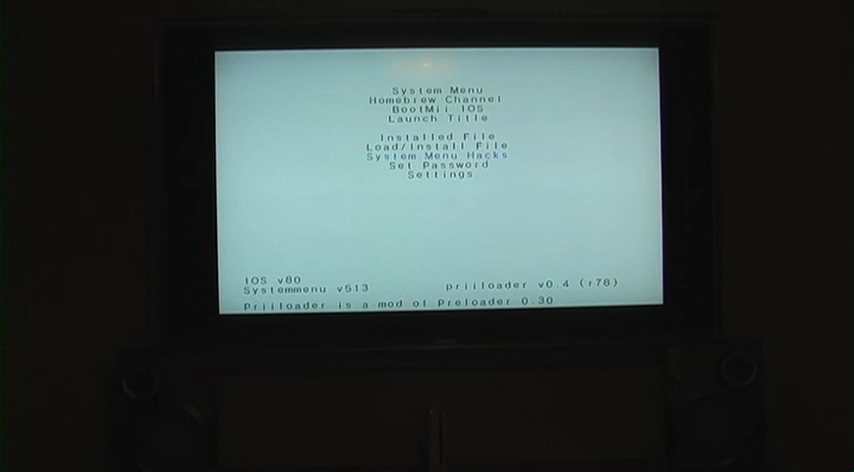 System Menu
Homebrew Channel
BootMii IOS
Launch Title
Installed File
Load/Install File
System Menu Hacks
Set Password
Settings
IOS v80
Systemmenu v513
priiloader v0.4 (r78)
Priiloader is a mod of Preloader 0.30